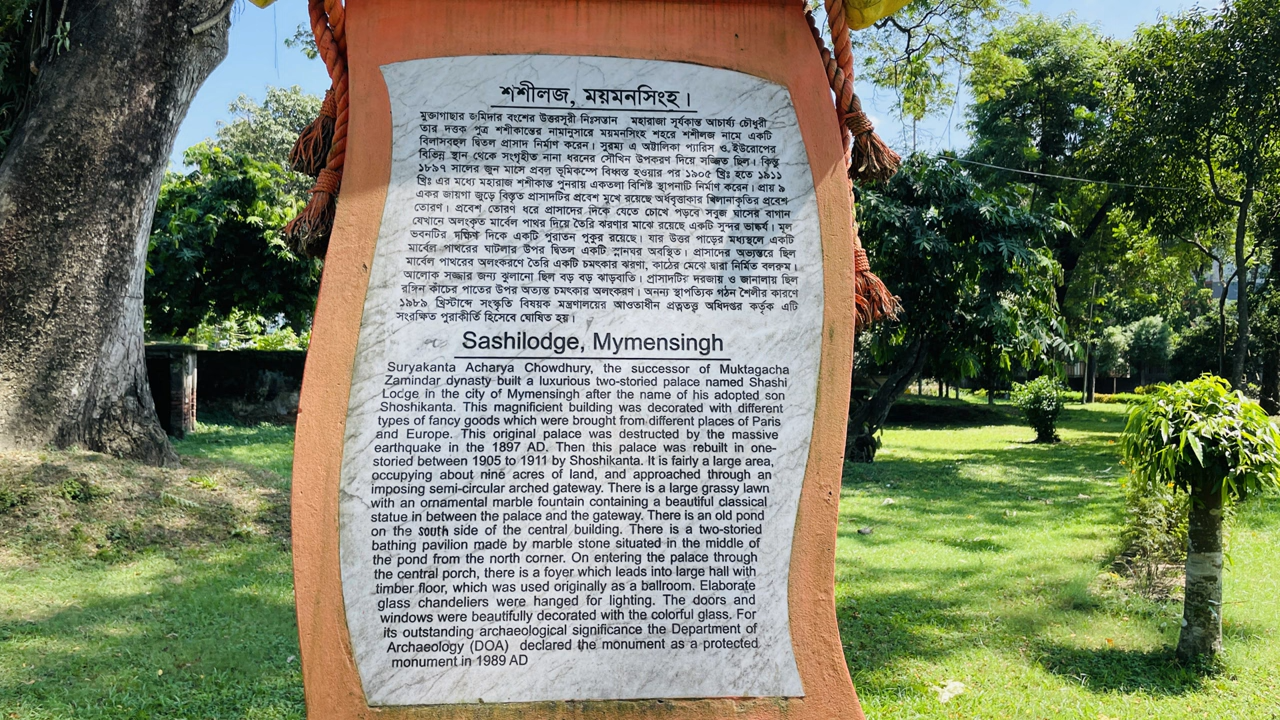 শশীলজ, ময়মনসিংহ।
মুক্তাগাছার জমিদার বংশের উত্তরসূরী নিঃসন্তান মহারাজা সূর্যকান্ত আচার্য্য চৌধুরী
তার দত্তক পুত্র শশীকান্তের নামানুসারে ময়মনসিংহ শহরে শশীলজ নামে একটি
বিলাসবহুল দ্বিতল প্রাসাদ নির্মাণ করেন। সুরম্য এ অট্টালিকা প্যারিস ও ইউরোপের
বিভিন্ন স্থান থেকে সংগৃহীত নানা ধরনের সৌখিন উপকরণ দিয়ে সজ্জিত ছিল। কিন্তু
১৮৯৭ সালের জুন মাসে প্রবল ভূমিকম্পে বিধ্বস্ত হওয়ার পর ১৯০৫ খ্রিঃ হতে ১৯১১
খ্রিঃ এর মধ্যে মহারাজ শশীকান্ত পুনরায় একতলা বিশিষ্ট স্থাপনাটি নির্মাণ করেন। প্রায় ৯
একর জায়গা জুড়ে বিস্তৃত প্রাসাদটির প্রবেশ মুখে রয়েছে অর্ধবৃত্তাকার খিলানাকৃতির প্রবেশ
তোরণ। প্রবেশ তোরণ ধরে প্রাসাদের দিকে যেতে চোখে পড়বে সবুজ ঘাসের বাগান
যেখানে অলংকৃত মার্বেল পাথর দিয়ে তৈরি ঝরণার মাঝে রয়েছে একটি সুন্দর ভাস্কর্য। মূল
ভবনটির দক্ষিণ দিকে একটি পুরাতন পুকুর রয়েছে। যার উত্তর পাড়ের মধ্যস্থলে একটি
মার্বেল পাথরের ঘাটলার উপর দ্বিতল একটি স্নানঘর অবস্থিত। প্রাসাদের অভ্যন্তরে ছিল
মার্বেল পাথরের অলংকরণে তৈরি একটি চমৎকার ঝরণা, কাঠের মেঝে দ্বারা নির্মিত বলরুম।
আলোক সজ্জার জন্য ঝুলানো ছিল বড় বড় ঝাড়বাতি। প্রাসাদটির দরজায় ও জানালায় ছিল
রঙ্গিন কাঁচের পাতের উপর অত্যন্ত চমৎকার অলংকরণ। অনন্য স্থাপত্যিক গঠন শৈলীর কারণে
১৯৮৯ খ্রিস্টাব্দে সংস্কৃতি বিষয়ক মন্ত্রণালয়ের আওতাধীন প্রত্নতত্ত্ব অধিদপ্তর কর্তৃক এটি
সংরক্ষিত পুরাকীর্তি হিসেবে ঘোষিত হয়।
Sashilodge, Mymensingh
Suryakanta Acharya Chowdhury, the successor of Muktagacha
Zamindar dynasty built a luxurious two-storied palace named Shashi
Lodge in the city of Mymensingh after the name of his adopted son
Shoshikanta. This magnificient building was decorated with different
types of fancy goods which were brought from different places of Paris
and Europe. This original palace was destructed by the massive
earthquake in the 1897 AD. Then this palace was rebuilt in one-
storied between 1905 to 1911 by Shoshikanta. It is fairly a large area,
occupying about nine acres of land, and approached through an
imposing semi-circular arched gateway. There is a large grassy lawn
with an ornamental marble fountain containing a beautiful classical
statue in between the palace and the gateway. There is an old pond
on the south side of the central building. There is a two-storied
bathing pavilion made by marble stone situated in the middle of
the pond from the north corner. On entering the palace through
the central porch, there is a foyer which leads into large hall with
timber floor, which was used originally as a ballroom. Elaborate
glass chandeliers were hanged for lighting. The doors and
windows were beautifully decorated with the colorful glass. For
its outstanding archaeological significance the Department of
Archaeology (DOA) declared the monument as a protected
monument in 1989 AD